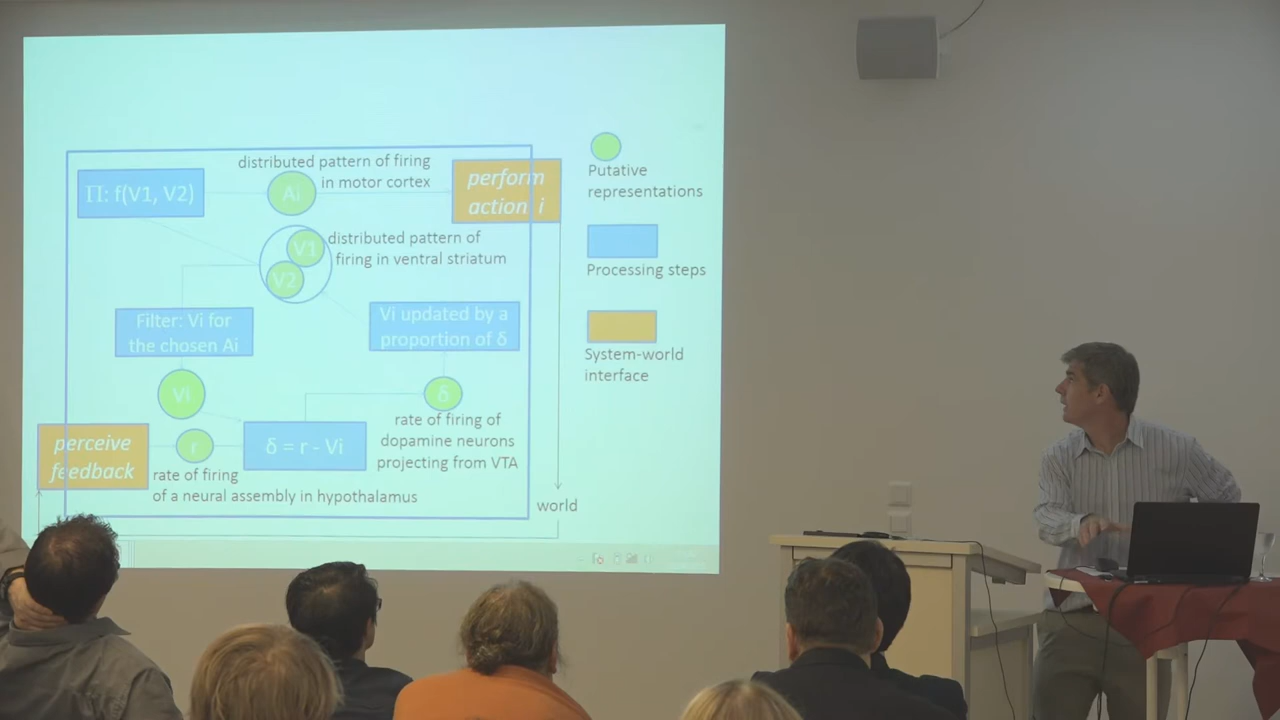 distributed pattern of firing
in motor cortex
Π: f(V1, V2)
Ai
perform
action i
V1
V2
distributed pattern of
firing in ventral striatum
Filter: Vi for
the chosen Ai
Vi updated by a
proportion of δ
Vi
δ
rate of firing of
dopamine neurons
projecting from VTA
perceive
feedback
r
δ = r - Vi
rate of firing
of a neural assembly in hypothalamus
world
Putative
representations
Processing steps
System-world
interface